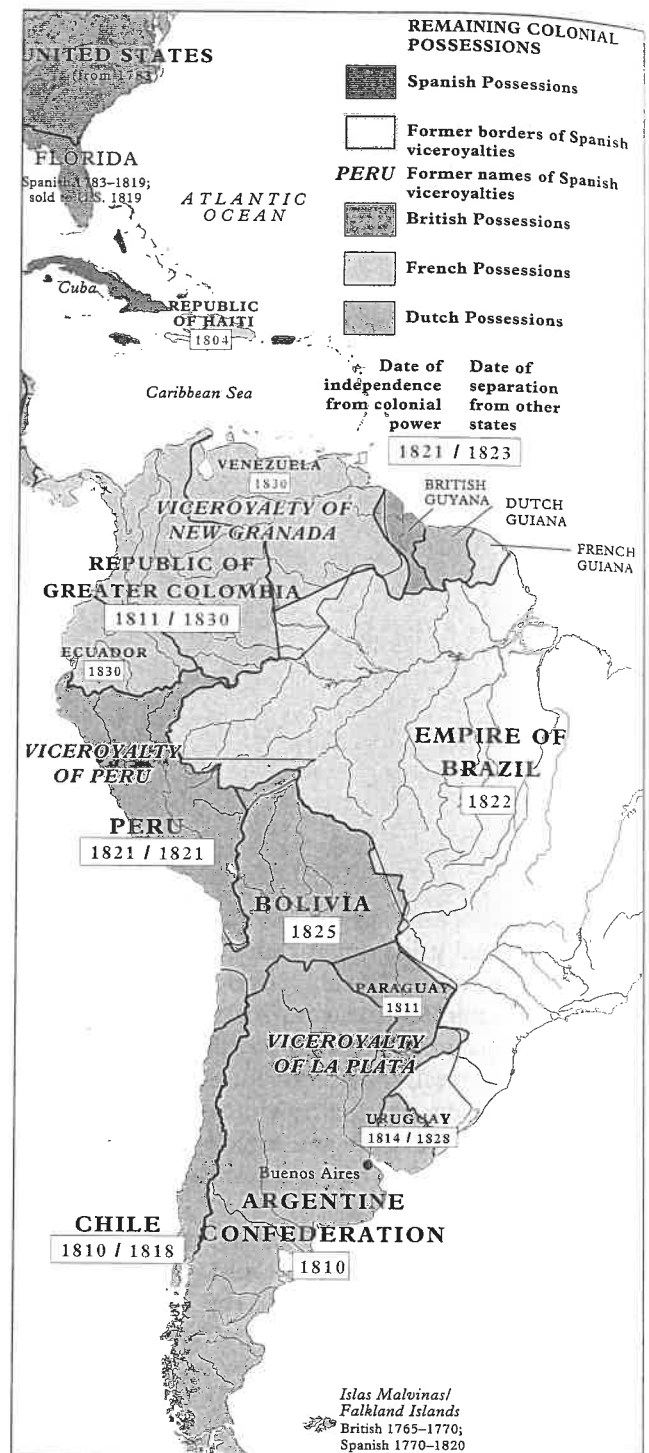 REMAINING COLONIAL
POSSESSIONS
Spanish Possessions
Former borders of Spanish
viceroyalties
PERU Former names of Spanish
viceroyalties
British Possessions
French Possessions
Dutch Possessions
Date of
independence
from colonial
power
Date of
separation
from other
states
1821 / 1823
UNITED STATES
(from 1783)
FLORIDA
Spanish 1783–1819;
sold to U.S. 1819
ATLANTIC
OCEAN
Cuba
REPUBLIC
OF HAITI
1804
Caribbean Sea
VENEZUELA
1830
VICEROYALTY OF
NEW GRANADA
BRITISH
GUYANA
DUTCH
GUIANA
FRENCH
GUIANA
REPUBLIC OF
GREATER COLOMBIA
1811 / 1830
ECUADOR
1830
VICEROYALTY
OF PERU
EMPIRE OF
BRAZIL
1822
PERU
1821 / 1821
BOLIVIA
1825
PARAGUAY
1811
VICEROYALTY
OF LA PLATA
URUGUAY
1814 / 1828
Buenos Aires
ARGENTINE
CONFEDERATION
1810
CHILE
1810 / 1818
Islas Malvinas/
Falkland Islands
British 1765–1770;
Spanish 1770–1820